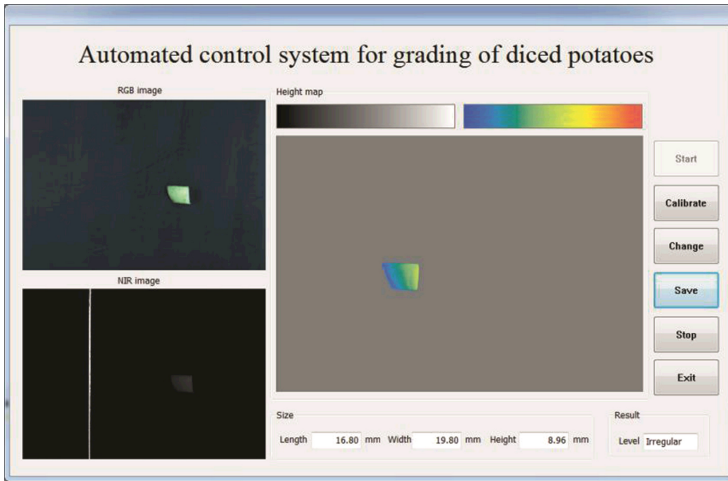 Automated control system for grading of diced potatoes
RGB image
Height map
Start
Calibrate
Change
NIR image
Save
Stop
Exit
Size
Length 16.80 mm Width 19.80 mm Height 8.96 mm
Result
Level Irregular